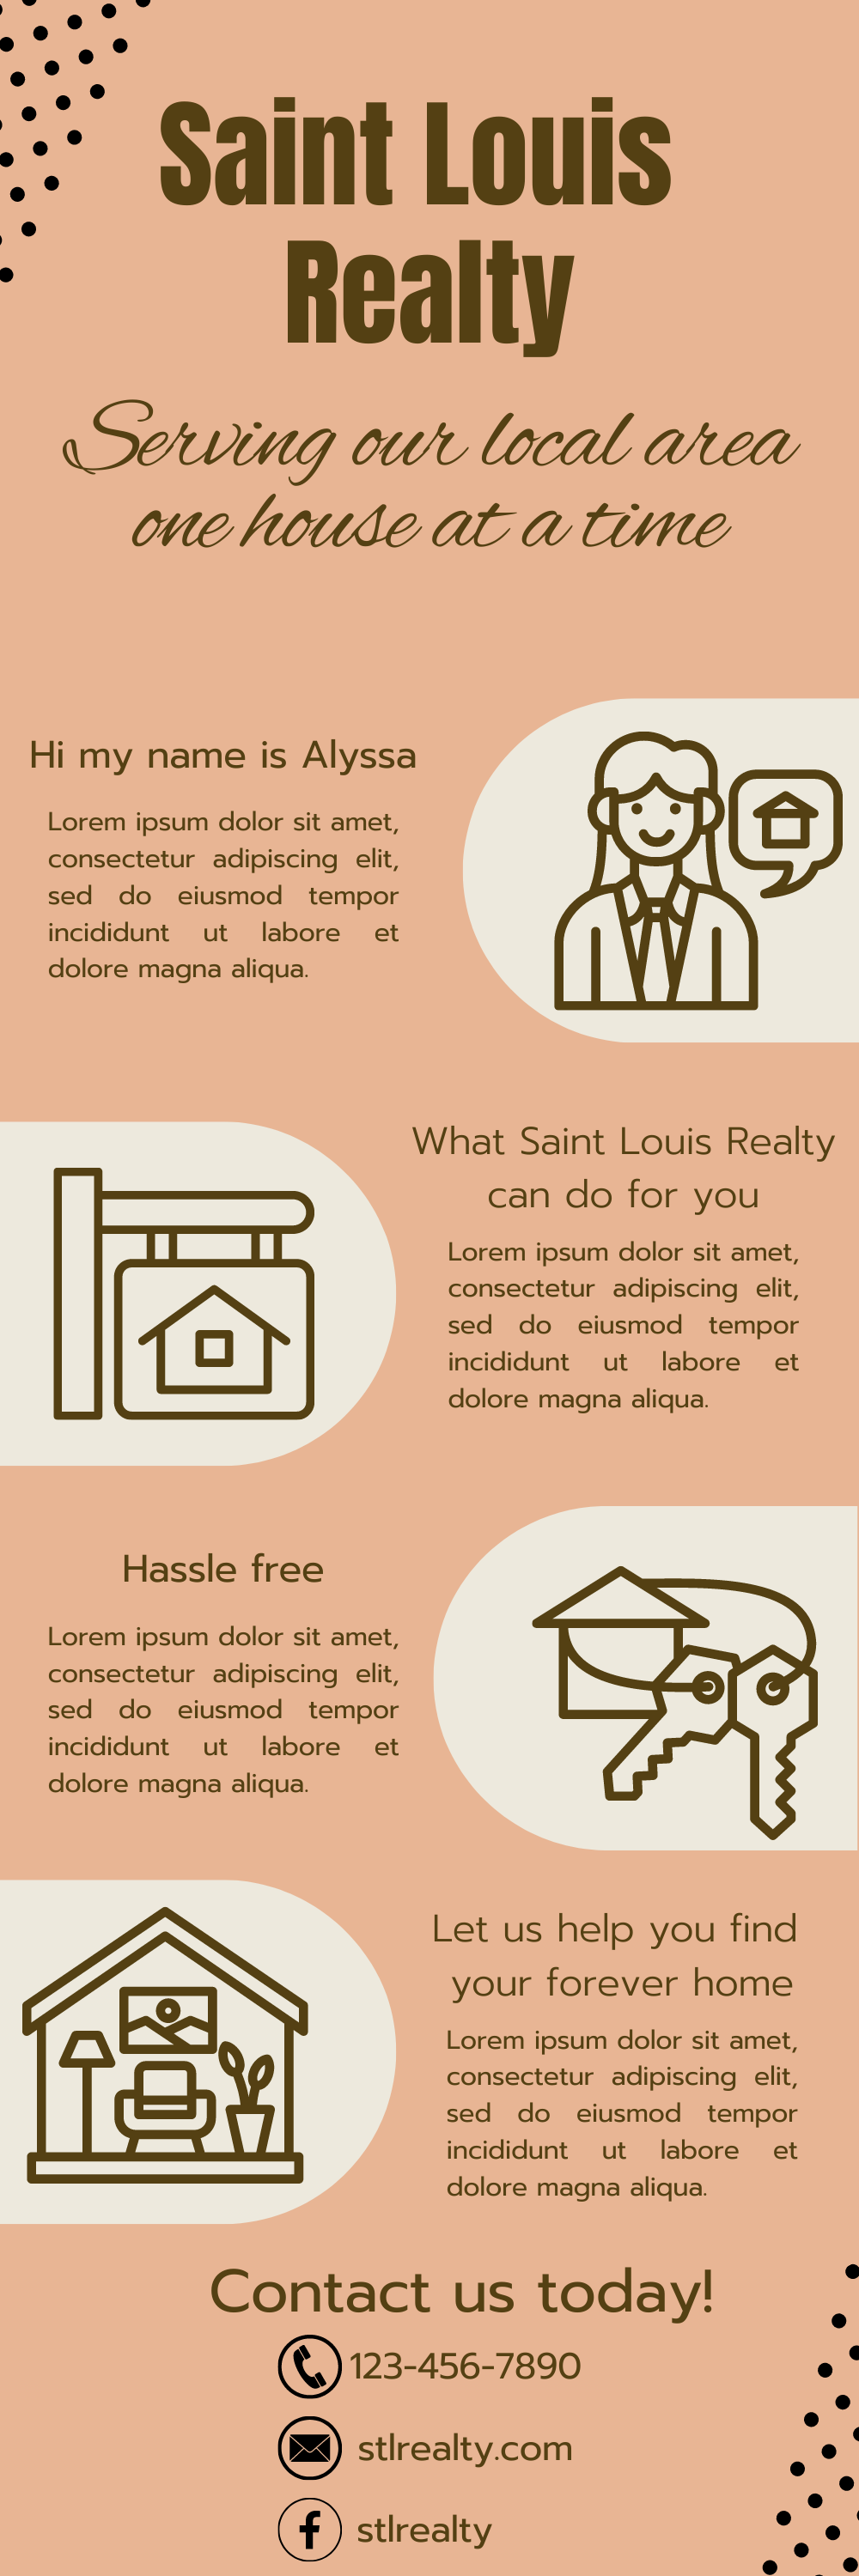 Saint Louis
Realty
Serving our local area
one house at a time
Hi my name is Alyssa
Lorem ipsum dolor sit amet,
consectetur adipiscing elit,
sed do eiusmod tempor
incididunt ut labore et
dolore magna aliqua.
What Saint Louis Realty
can do for you
Lorem ipsum dolor sit amet,
consectetur adipiscing elit,
sed do eiusmod tempor
incididunt ut labore et
dolore magna aliqua.
Hassle free
Lorem ipsum dolor sit amet,
consectetur adipiscing elit,
sed do eiusmod tempor
incididunt ut labore et
dolore magna aliqua.
Let us help you find
your forever home
Lorem ipsum dolor sit amet,
consectetur adipiscing elit,
sed do eiusmod tempor
incididunt ut labore et
dolore magna aliqua.
Contact us today!
123-456-7890
stlrealty.com
stlrealty